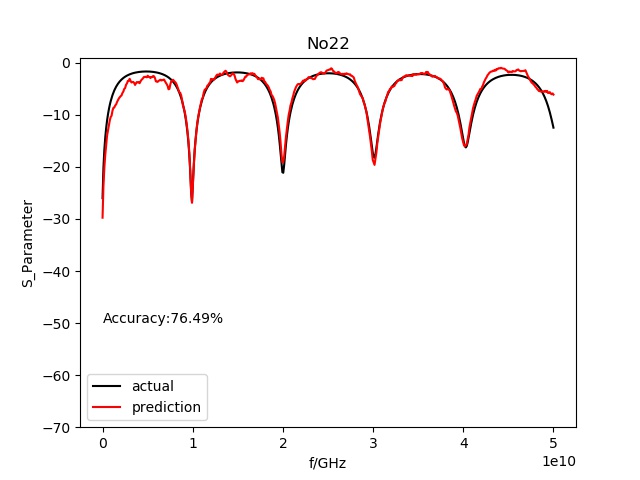 No22
0
−10
−20
−30
−40
−50
−60
−70
S_Parameter
Accuracy:76.49%
actual
prediction
0 1 2 3 4 5
f/GHz
1e10